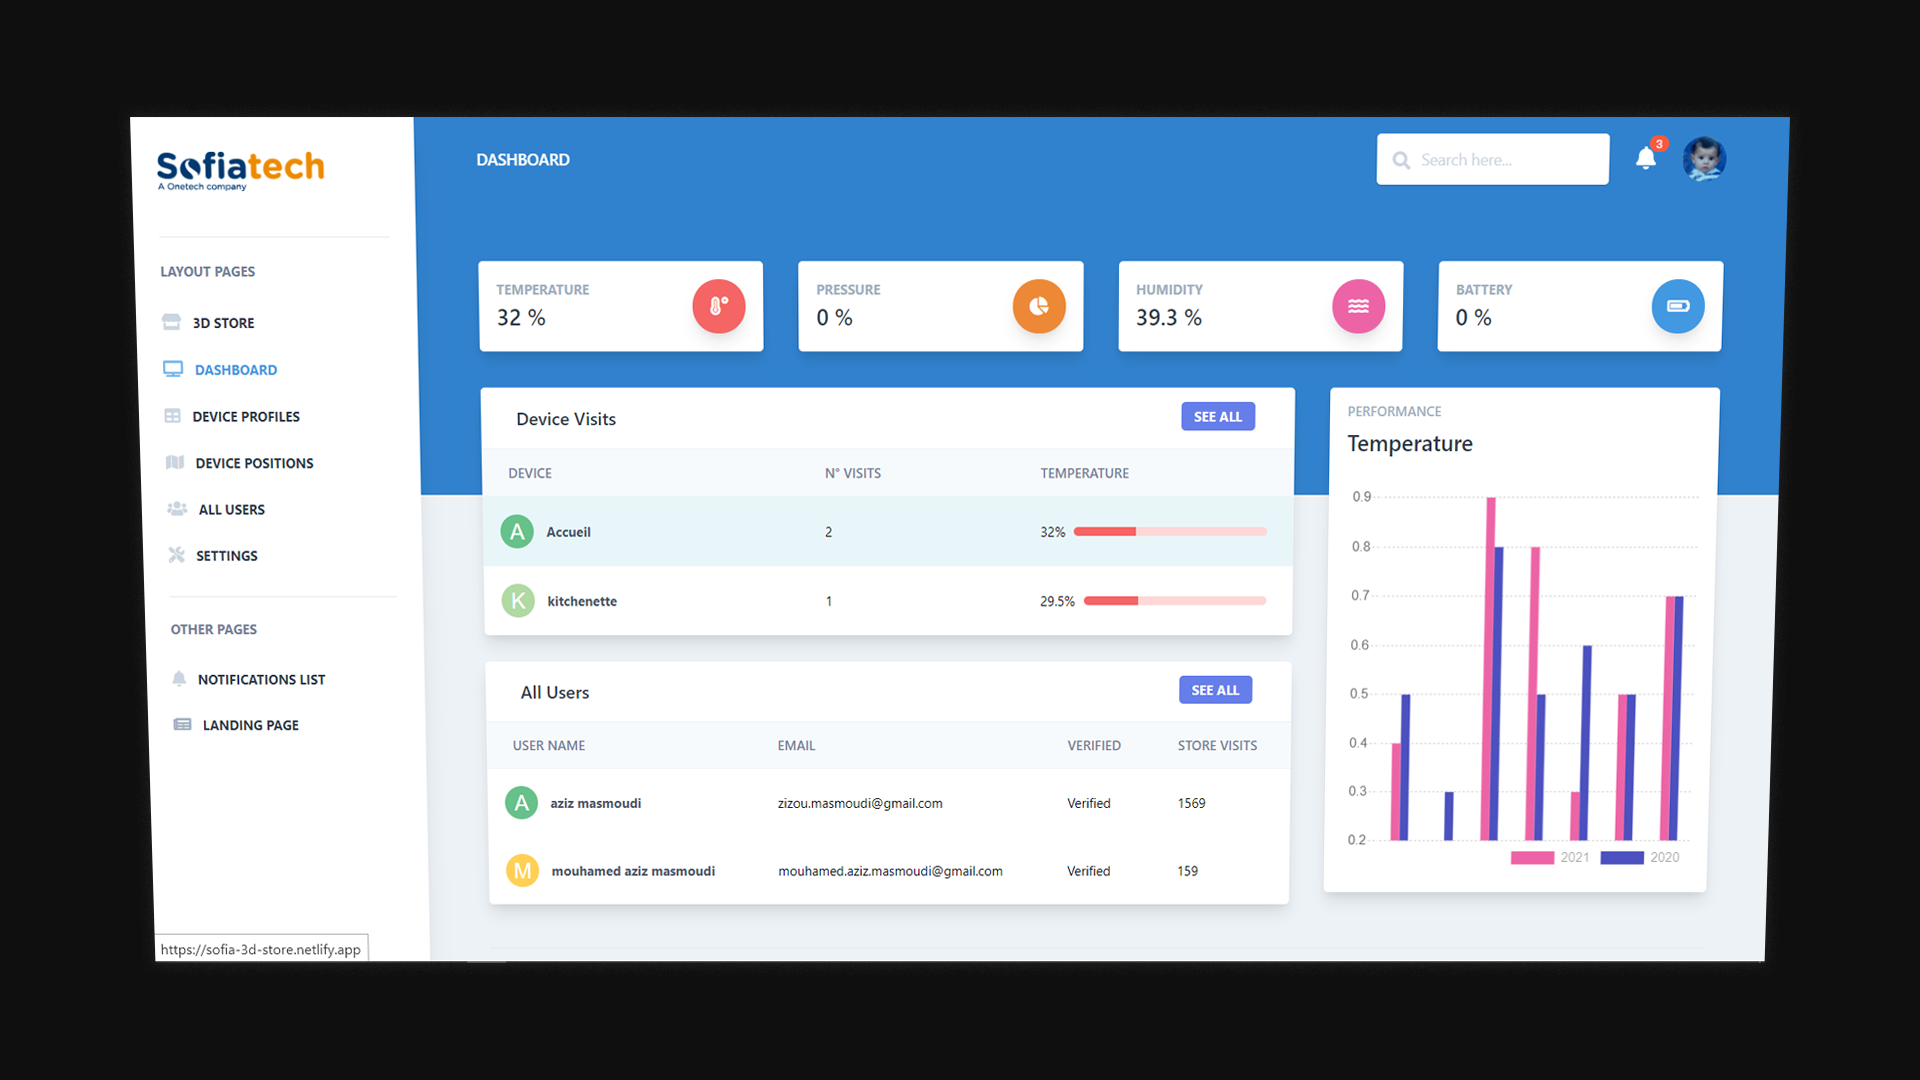 Sofiatech
A Onetech company
LAYOUT PAGES
3D STORE
DASHBOARD
DEVICE PROFILES
DEVICE POSITIONS
ALL USERS
SETTINGS
OTHER PAGES
NOTIFICATIONS LIST
LANDING PAGE
https://sofia-3d-store.netlify.app
DASHBOARD
Search here...
3
TEMPERATURE
32 %
PRESSURE
0 %
HUMIDITY
39.3 %
BATTERY
0 %
Device Visits
SEE ALL
DEVICE N° VISITS TEMPERATURE
A Accueil 2 32%
K kitchenette 1 29.5%
All Users
SEE ALL
USER NAME EMAIL VERIFIED STORE VISITS
A aziz masmoudi zizou.masmoudi@gmail.com Verified 1569
M mouhamed aziz masmoudi mouhamed.aziz.masmoudi@gmail.com Verified 159
PERFORMANCE
Temperature
0.9
0.8
0.7
0.6
0.5
0.4
0.3
0.2
2021 2020